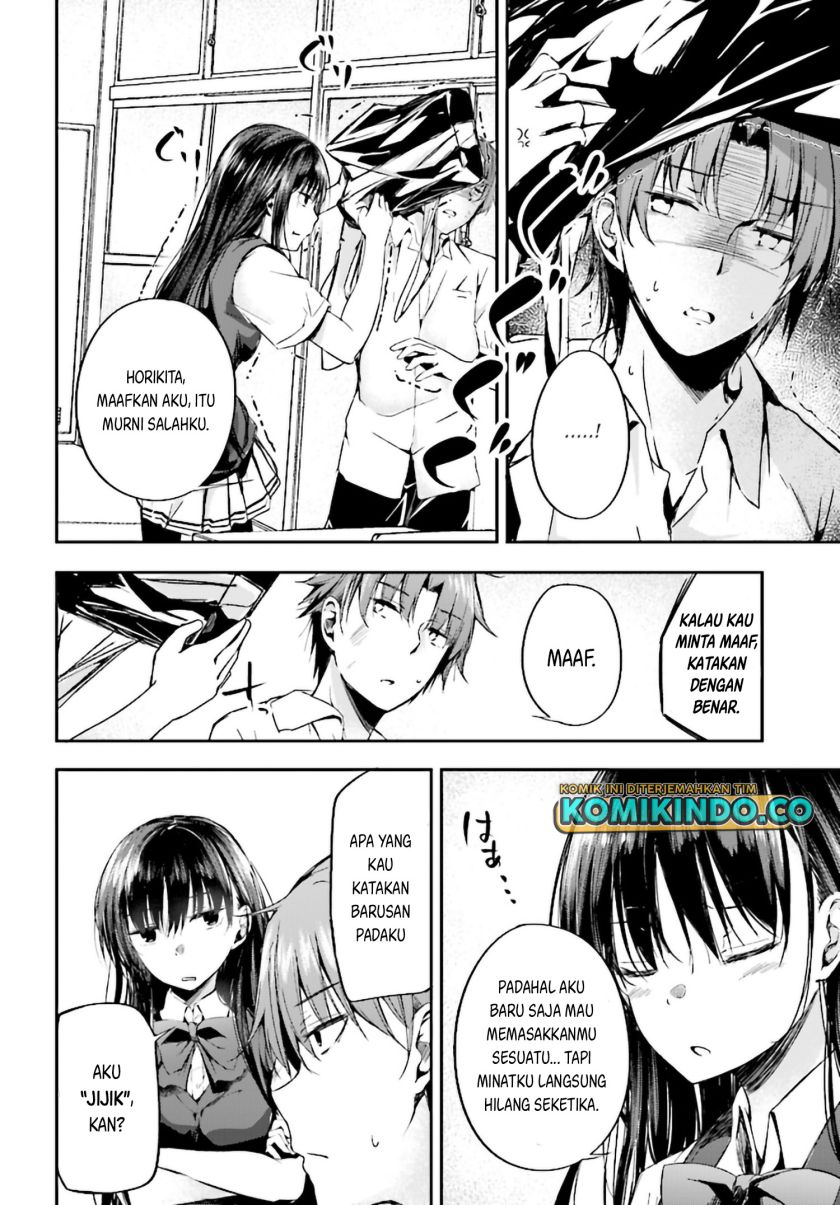 .....!
HORIKITA,
MAAFKAN AKU, ITU
MURNI SALAHKU.
KALAU KAU
MINTA MAAF,
KATAKAN
DENGAN
BENAR.
MAAF.
KOMIK INI DITERJEMAHKAN TIM
KOMIKINDO.CO
はぁ…
PADAHAL AKU
BARU SAJA MAU
MEMASAKKANMU
SESUATU... TAPI
MINATKU LANGSUNG
HILANG SEKETIKA.
APA YANG
KAU
KATAKAN
BARUSAN
PADAKU
AKU
"JIJIK",
KAN?